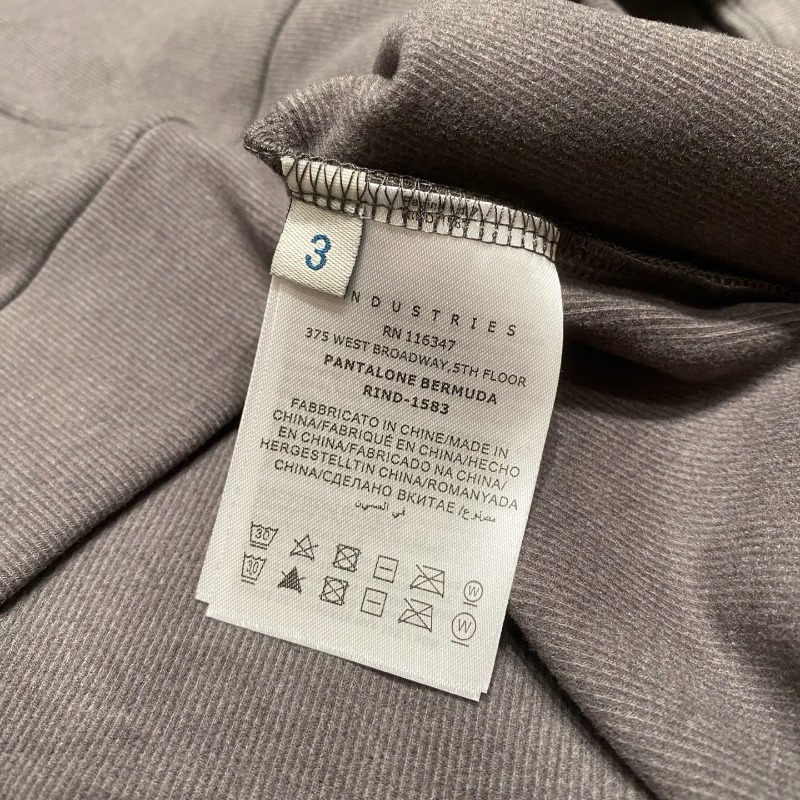 3
NDUSTRIES
RN 116347
375 WEST BROADWAY,5TH FLOOR
PANTALONE BERMUDA
RIND-1583
FABBRICATO IN CHINE/MADE IN
CHINA/FABRIQUÉ EN CHINA/HECHO
EN CHINA/FABRICADO NA CHINA/
HERGESTELLTIN CHINA/ROMANYADA
CHINA/СДЕЛАНО ВКИТАЕ /مصنوع
في الصين
30
W
30
W